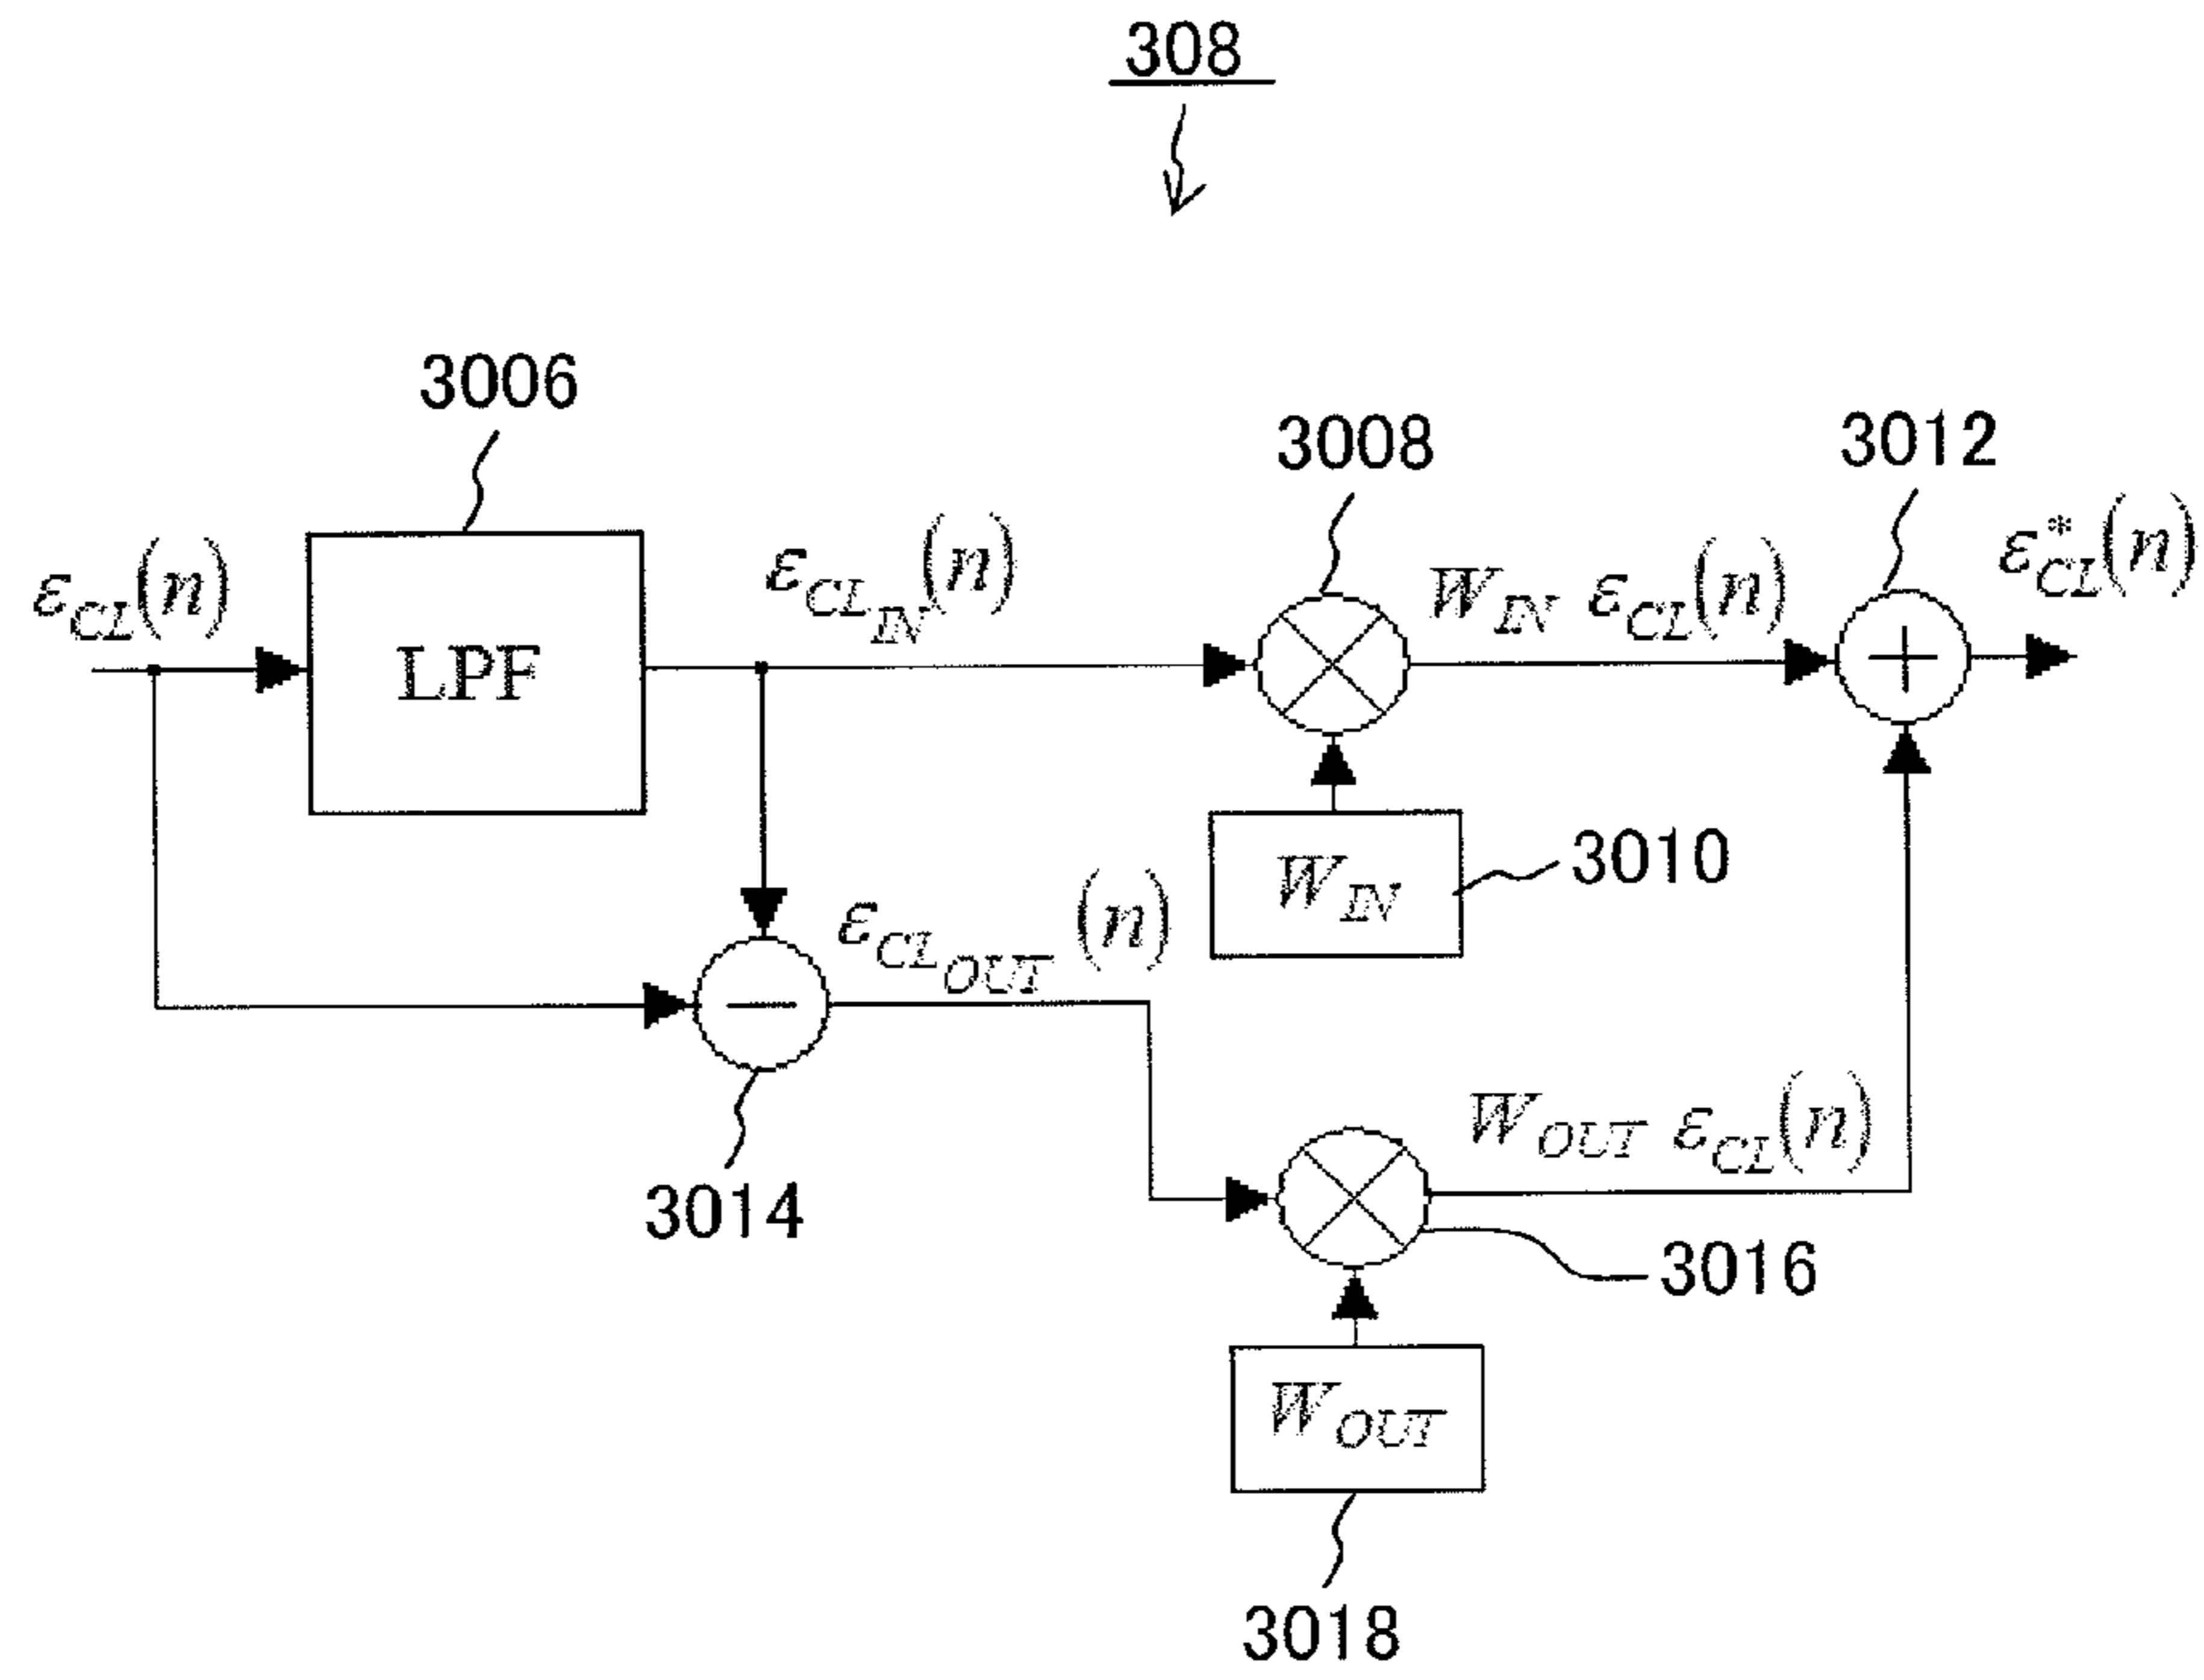 308
3006
3008
3012
ε_CL(n)
LPF
ε_CL_IN(n)
W_IN ε_CL(n)
ε*_CL(n)
W_IN
3010
ε_CL_OUT(n)
3014
W_OUT ε_CL(n)
3016
W_OUT
3018